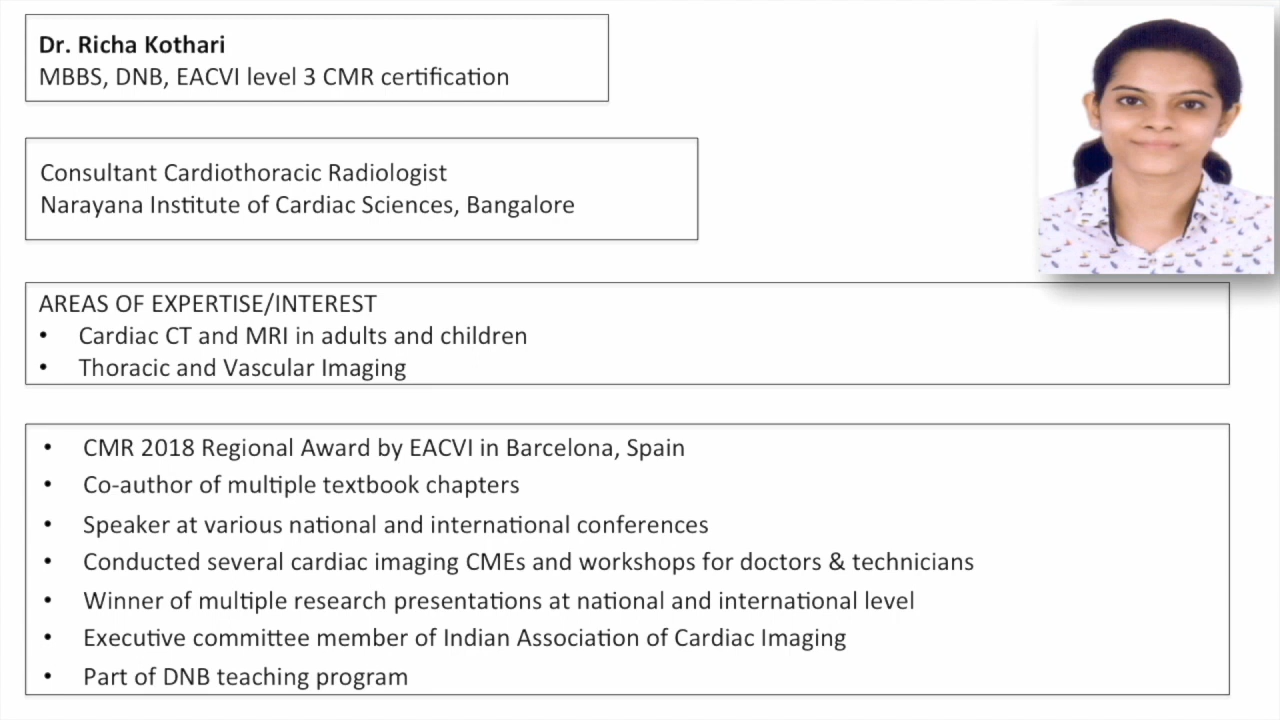 Dr. Richa Kothari
MBBS, DNB, EACVI level 3 CMR certification
Consultant Cardiothoracic Radiologist
Narayana Institute of Cardiac Sciences, Bangalore
AREAS OF EXPERTISE/INTEREST
• Cardiac CT and MRI in adults and children
• Thoracic and Vascular Imaging
• CMR 2018 Regional Award by EACVI in Barcelona, Spain
• Co-author of multiple textbook chapters
• Speaker at various national and international conferences
• Conducted several cardiac imaging CMEs and workshops for doctors & technicians
• Winner of multiple research presentations at national and international level
• Executive committee member of Indian Association of Cardiac Imaging
• Part of DNB teaching program